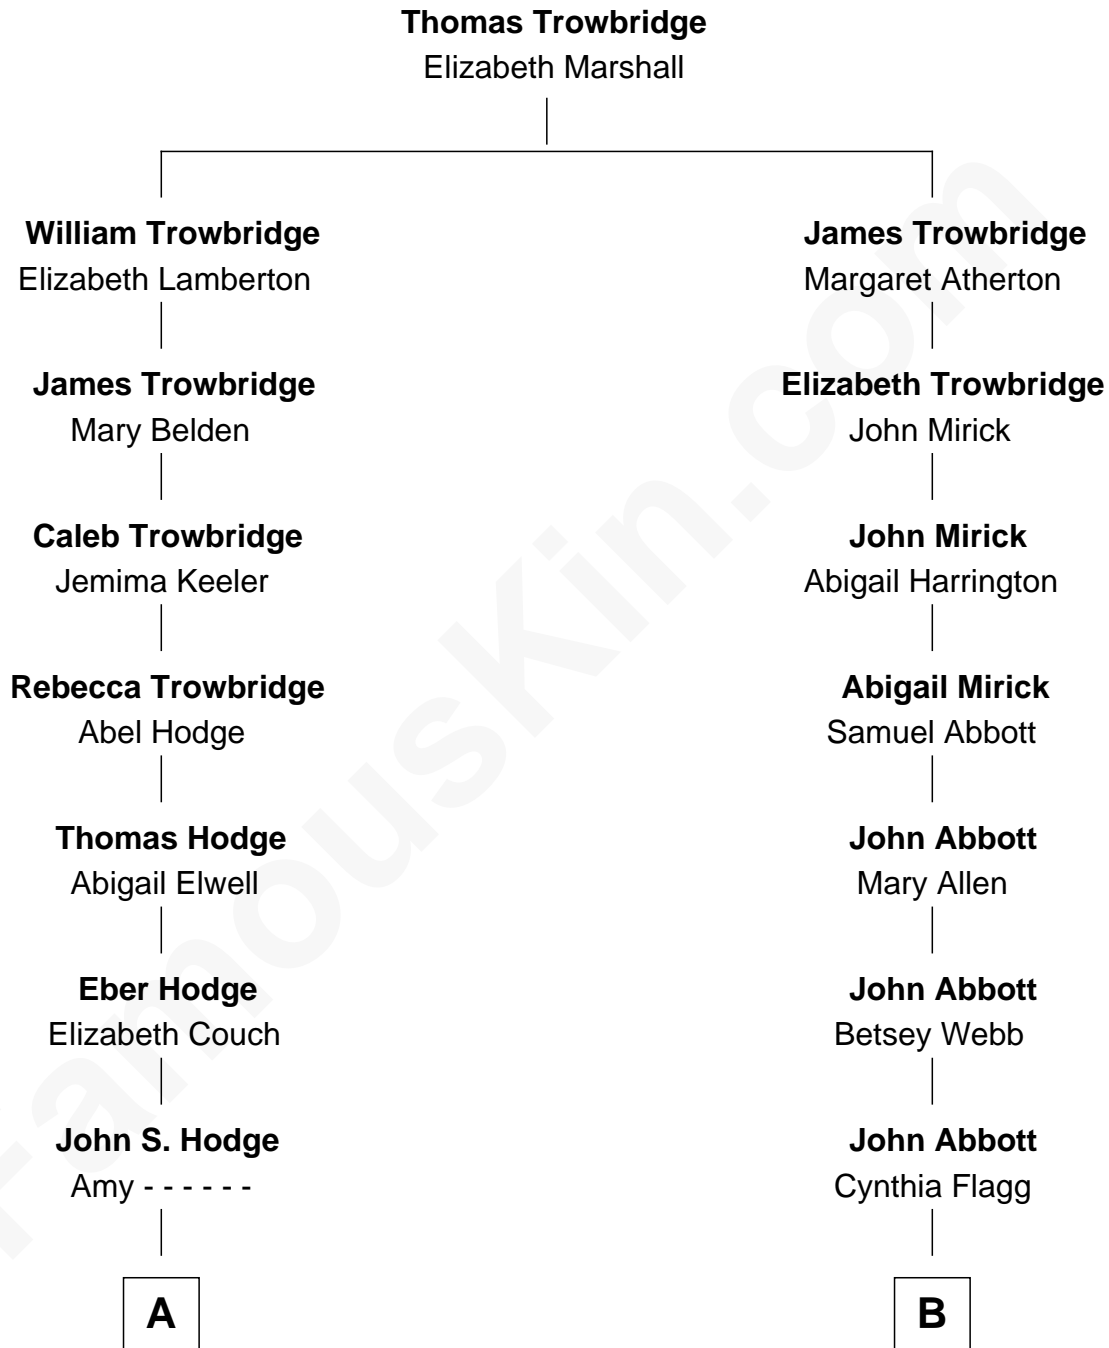 Thomas Trowbridge
Elizabeth Marshall
William Trowbridge
Elizabeth Lamberton
James Trowbridge
Mary Belden
Caleb Trowbridge
Jemima Keeler
Rebecca Trowbridge
Abel Hodge
Thomas Hodge
Abigail Elwell
Eber Hodge
Elizabeth Couch
John S. Hodge
Amy - - - - - -
A
James Trowbridge
Margaret Atherton
Elizabeth Trowbridge
John Mirick
John Mirick
Abigail Harrington
Abigail Mirick
Samuel Abbott
John Abbott
Mary Allen
John Abbott
Betsey Webb
John Abbott
Cynthia Flagg
B
FamousKin.com